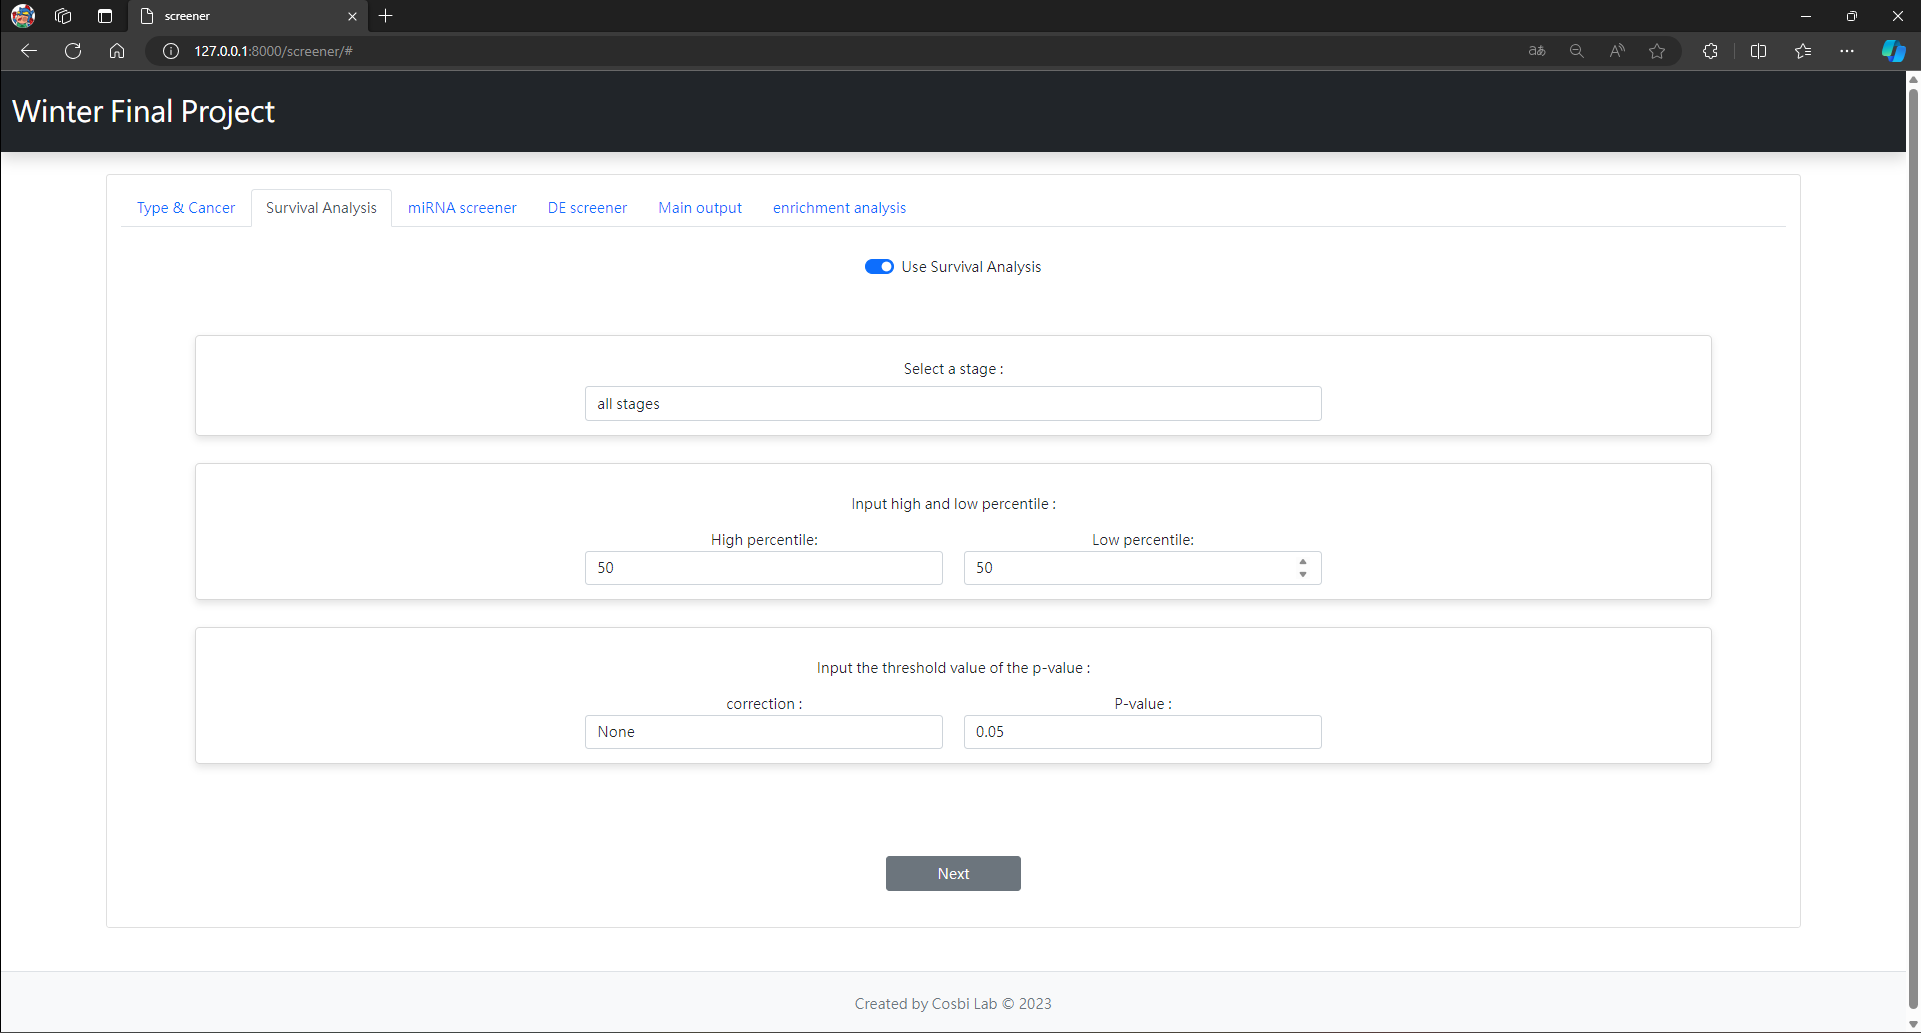 screener
127.0.0.1:8000/screener/#
Winter Final Project
Type & Cancer
Survival Analysis
miRNA screener
DE screener
Main output
enrichment analysis
Use Survival Analysis
Select a stage :
all stages
Input high and low percentile :
High percentile:
Low percentile:
50
50
Input the threshold value of the p-value :
correction :
P-value :
None
0.05
Next
Created by Cosbi Lab © 2023